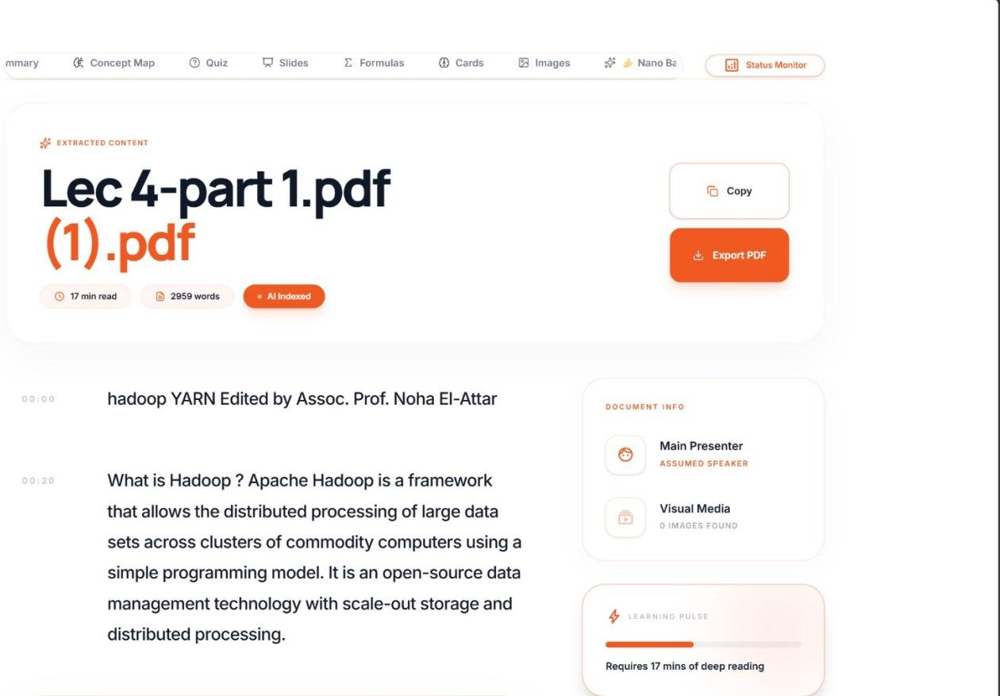 mmary Concept Map Quiz Slides Formulas Cards Images Nano Ba Status Monitor
EXTRACTED CONTENT
Lec 4-part 1.pdf
(1).pdf
Copy
Export PDF
17 min read 2959 words AI Indexed
00:00 hadoop YARN Edited by Assoc. Prof. Noha El-Attar
00:20 What is Hadoop ? Apache Hadoop is a framework
that allows the distributed processing of large data
sets across clusters of commodity computers using a
simple programming model. It is an open-source data
management technology with scale-out storage and
distributed processing.
DOCUMENT INFO
Main Presenter
ASSUMED SPEAKER
Visual Media
0 IMAGES FOUND
LEARNING PULSE
Requires 17 mins of deep reading